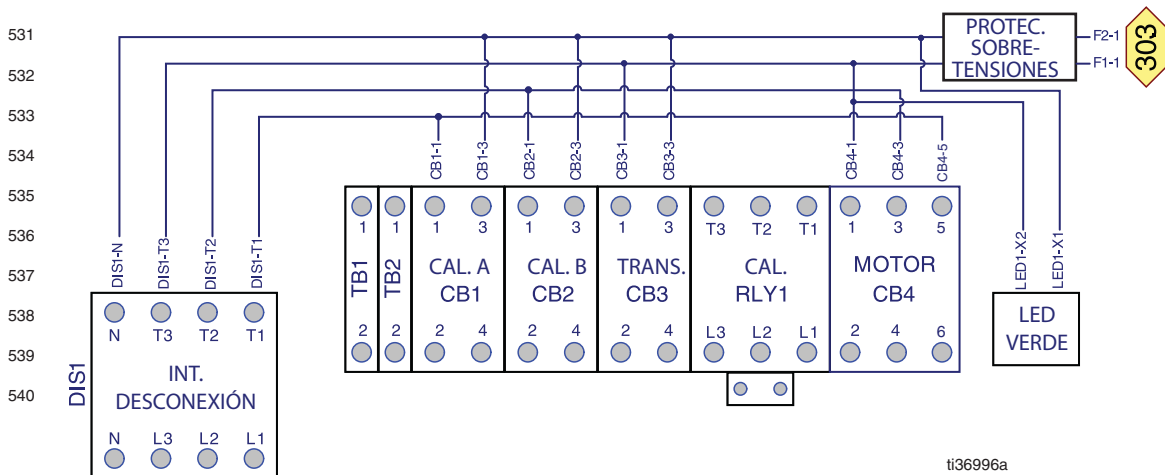 531
532
533
534
535
536
537
538
539
540
PROTEC.
SOBRE-
TENSIONES
F2-1
F1-1
303
DIS1-N
DIS1-T3
DIS1-T2
DIS1-T1
CB1-1
CB1-3
CB2-1
CB2-3
CB3-1
CB3-3
CB4-1
CB4-3
CB4-5
LED1-X2
LED1-X1
1 1 1 3 1 3 1 3 T3 T2 T1 1 3 5
TB1
TB2
CAL. A
CB1
CAL. B
CB2
TRANS.
CB3
CAL.
RLY1
MOTOR
CB4
2 2 2 4 2 4 2 4 L3 L2 L1 2 4 6
LED
VERDE
DIS1
N T3 T2 T1
INT.
DESCONEXIÓN
N L3 L2 L1
ti36996a